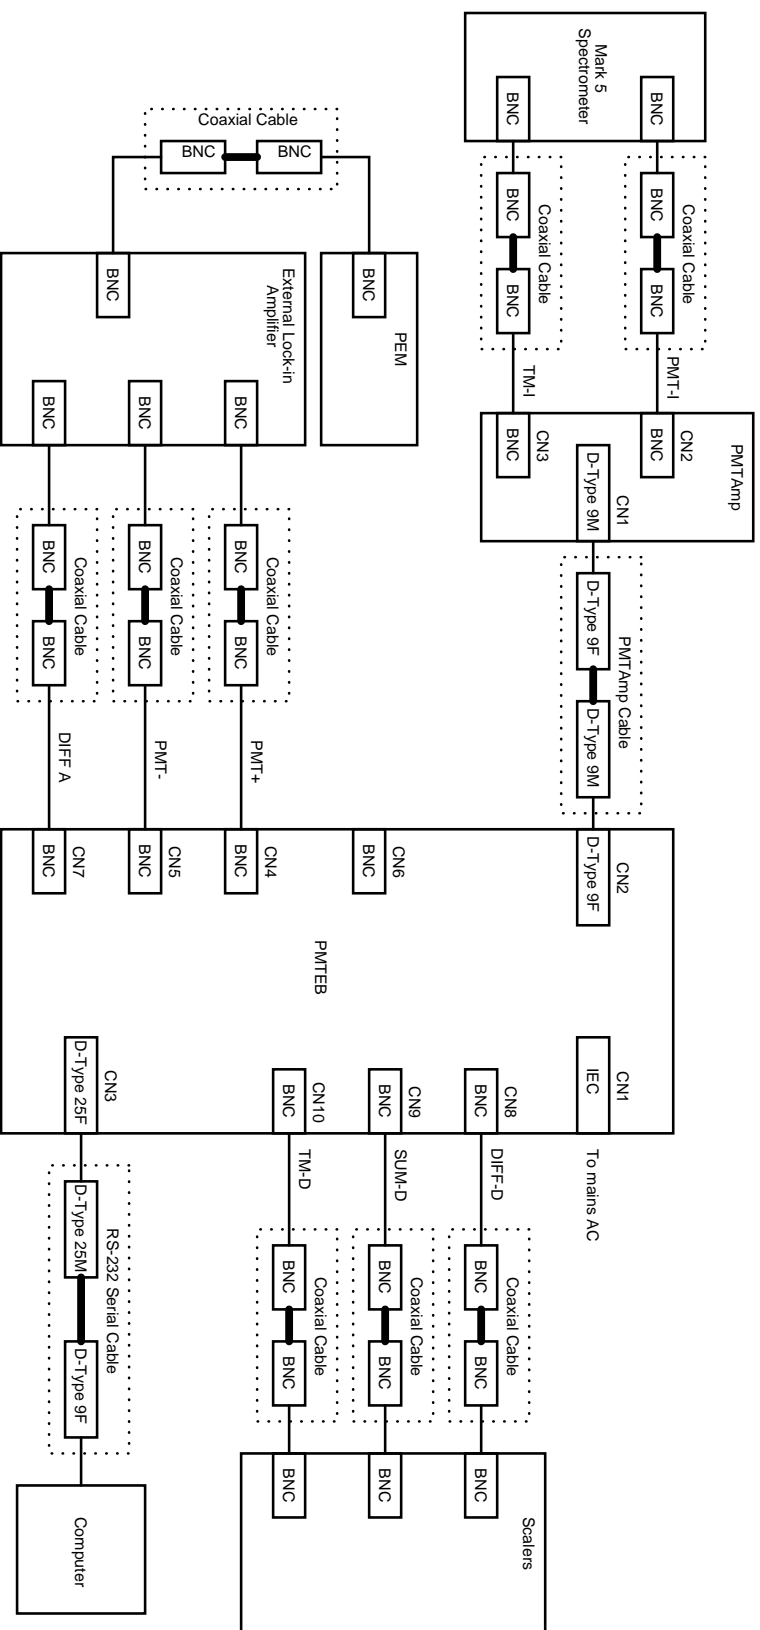 Mark 5
Spectrometer
BNC
BNC
BNC
BNC
Coaxial Cable
BNC
BNC
Coaxial Cable
PMT-I
TM-I
PMTAmp
CN2
BNC
CN3
BNC
CN1
D-Type 9M
PMTAmp Cable
D-Type 9F
D-Type 9M
Coaxial Cable
BNC
BNC
PEM
BNC
External Lock-in
Amplifier
BNC
BNC
BNC
BNC
Coaxial Cable
BNC
BNC
Coaxial Cable
BNC
BNC
Coaxial Cable
BNC
BNC
PMT+
PMT-
DIFF A
PMTEB
CN2
D-Type 9F
CN6
BNC
CN4
BNC
CN5
BNC
CN7
BNC
CN1
IEC
To mains AC
CN8
BNC
DIFF-D
CN9
BNC
SUM-D
CN10
BNC
TM-D
CN3
D-Type 25F
Coaxial Cable
BNC
BNC
Coaxial Cable
BNC
BNC
Coaxial Cable
BNC
BNC
RS-232 Serial Cable
D-Type 25M
D-Type 9F
Scalers
BNC
BNC
BNC
Computer